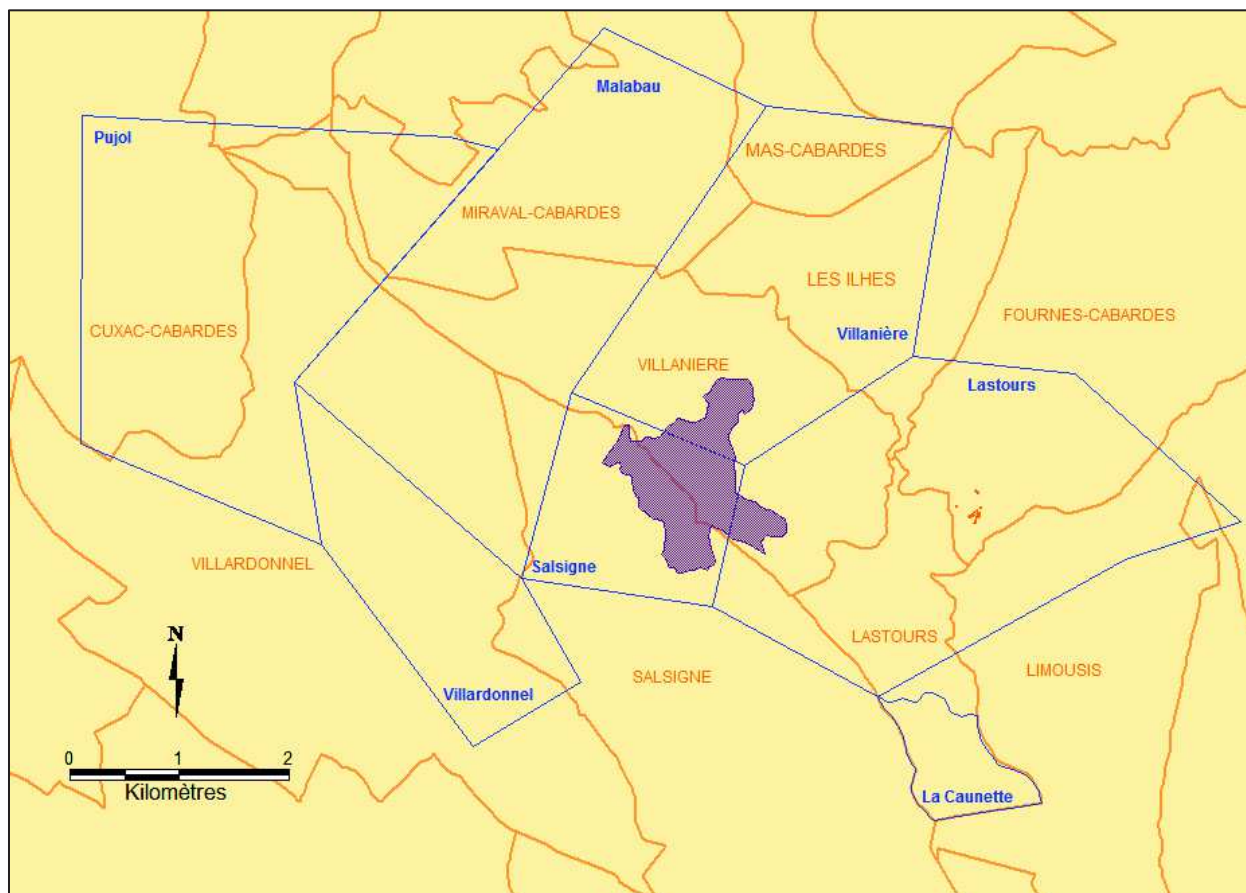 Malabau
Pujol
MAS-CABARDES
MIRAVAL-CABARDES
LES ILHES
FOURNES-CABARDES
CUXAC-CABARDES
Villanière
VILLANIERE
Lastours
VILLARDONNEL
Salsigne
N
LASTOURS
LIMOUSIS
SALSIGNE
Villardonnel
0 1 2
Kilomètres
La Caunette